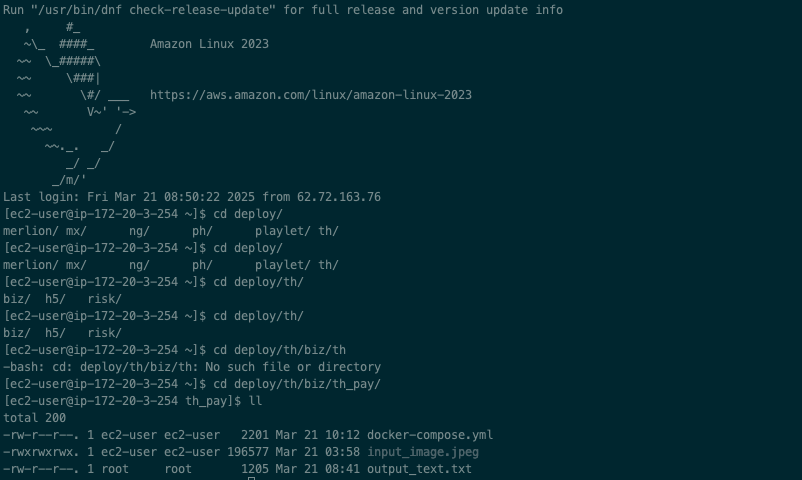 Run "/usr/bin/dnf check-release-update" for full release and version update info
   ,     #_
   ~\_  ####_        Amazon Linux 2023
  ~~  \_#####\
  ~~     \###|
  ~~       \#/ ___   https://aws.amazon.com/linux/amazon-linux-2023
   ~~       V~' '->
    ~~~         /
      ~~._.   _/
         _/ _/
       _/m/'
Last login: Fri Mar 21 08:50:22 2025 from 62.72.163.76
[ec2-user@ip-172-20-3-254 ~]$ cd deploy/
merlion/ mx/      ng/      ph/      playlet/ th/
[ec2-user@ip-172-20-3-254 ~]$ cd deploy/
merlion/ mx/      ng/      ph/      playlet/ th/
[ec2-user@ip-172-20-3-254 ~]$ cd deploy/th/
biz/  h5/   risk/
[ec2-user@ip-172-20-3-254 ~]$ cd deploy/th/
biz/  h5/   risk/
[ec2-user@ip-172-20-3-254 ~]$ cd deploy/th/biz/th
-bash: cd: deploy/th/biz/th: No such file or directory
[ec2-user@ip-172-20-3-254 ~]$ cd deploy/th/biz/th_pay/
[ec2-user@ip-172-20-3-254 th_pay]$ ll
total 200
-rw-r--r--. 1 ec2-user ec2-user   2201 Mar 21 10:12 docker-compose.yml
-rwxrwxrwx. 1 ec2-user ec2-user 196577 Mar 21 03:58 input_image.jpeg
-rw-r--r--. 1 root     root       1205 Mar 21 08:41 output_text.txt